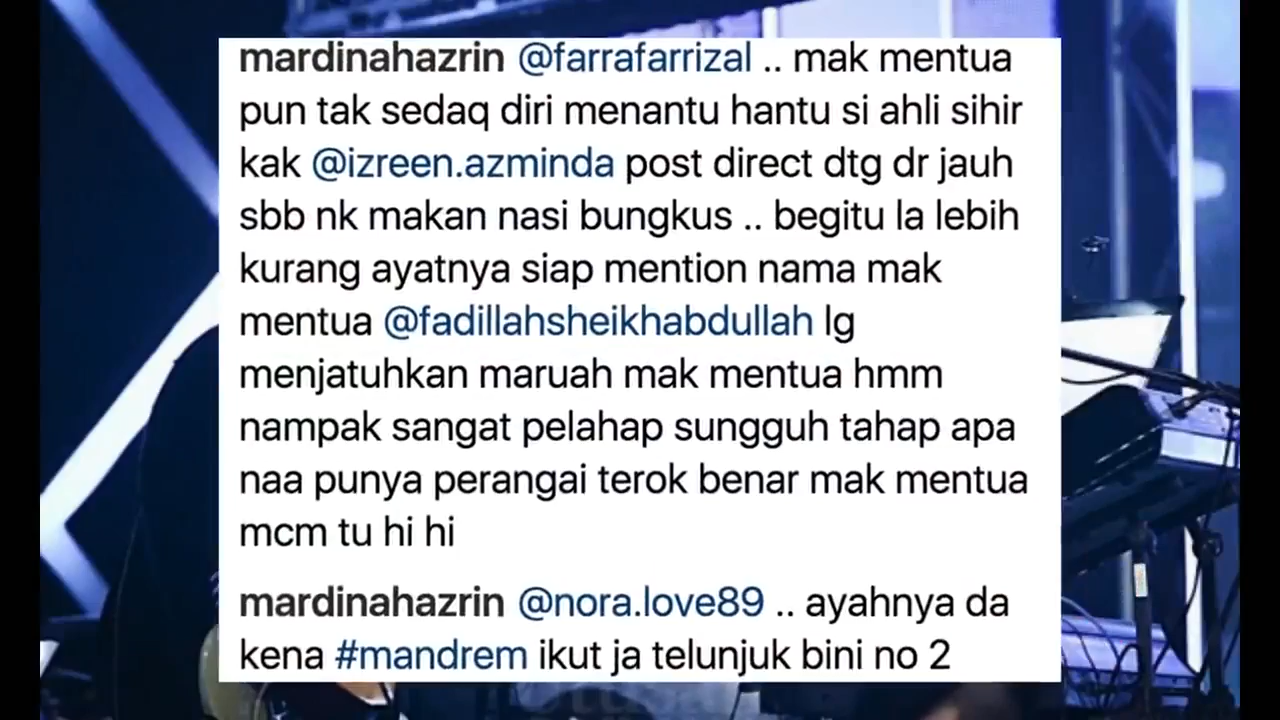 mardinahazrin @farrafarrizal .. mak mentua
pun tak sedaq diri menantu hantu si ahli sihir
kak @izreen.azminda post direct dtg dr jauh
sbb nk makan nasi bungkus .. begitu la lebih
kurang ayatnya siap mention nama mak
mentua @fadillahsheikhabdullah lg
menjatuhkan maruah mak mentua hmm
nampak sangat pelahap sungguh tahap apa
naa punya perangai terok benar mak mentua
mcm tu hi hi
mardinahazrin @nora.love89 .. ayahnya da
kena #mandrem ikut ja telunjuk bini no 2